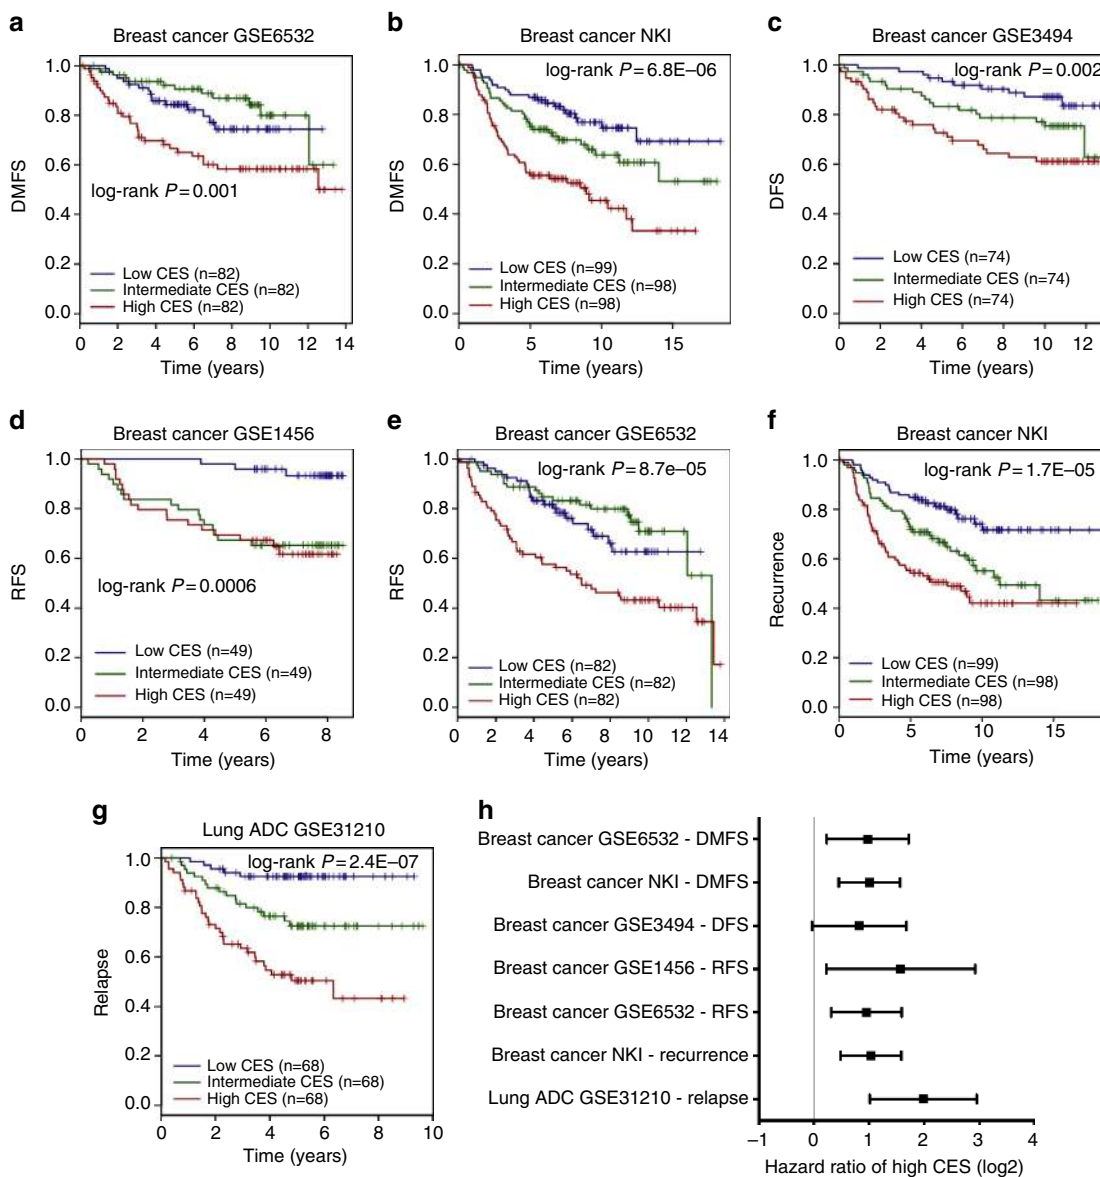 a
Breast cancer GSE6532
1.0
0.8
0.6
0.4
0.2
0.0
DMFS
log-rank P=0.001
Low CES (n=82)
Intermediate CES (n=82)
High CES (n=82)
0 2 4 6 8 10 12 14
Time (years)
b
Breast cancer NKI
log-rank P=6.8E–06
1.0
0.8
0.6
0.4
0.2
0.0
DMFS
Low CES (n=99)
Intermediate CES (n=98)
High CES (n=98)
0 5 10 15
Time (years)
c
Breast cancer GSE3494
log-rank P=0.002
1.0
0.8
0.6
0.4
0.2
0.0
DFS
Low CES (n=74)
Intermediate CES (n=74)
High CES (n=74)
0 2 4 6 8 10 12
Time (years)
d
Breast cancer GSE1456
1.0
0.8
0.6
0.4
0.2
0.0
RFS
log-rank P=0.0006
Low CES (n=49)
Intermediate CES (n=49)
High CES (n=49)
0 2 4 6 8
Time (years)
e
Breast cancer GSE6532
log-rank P=8.7e–05
1.0
0.8
0.6
0.4
0.2
0.0
RFS
Low CES (n=82)
Intermediate CES (n=82)
High CES (n=82)
0 2 4 6 8 10 12 14
Time (years)
f
Breast cancer NKI
log-rank P=1.7E–05
1.0
0.8
0.6
0.4
0.2
0.0
Recurrence
Low CES (n=99)
Intermediate CES (n=98)
High CES (n=98)
0 5 10 15
Time (years)
g
Lung ADC GSE31210
log-rank P=2.4E–07
1.0
0.8
0.6
0.4
0.2
0.0
Relapse
Low CES (n=68)
Intermediate CES (n=68)
High CES (n=68)
0 2 4 6 8 10
Time (years)
h
Breast cancer GSE6532 - DMFS
Breast cancer NKI - DMFS
Breast cancer GSE3494 - DFS
Breast cancer GSE1456 - RFS
Breast cancer GSE6532 - RFS
Breast cancer NKI - recurrence
Lung ADC GSE31210 - relapse
–1 0 1 2 3 4
Hazard ratio of high CES (log2)